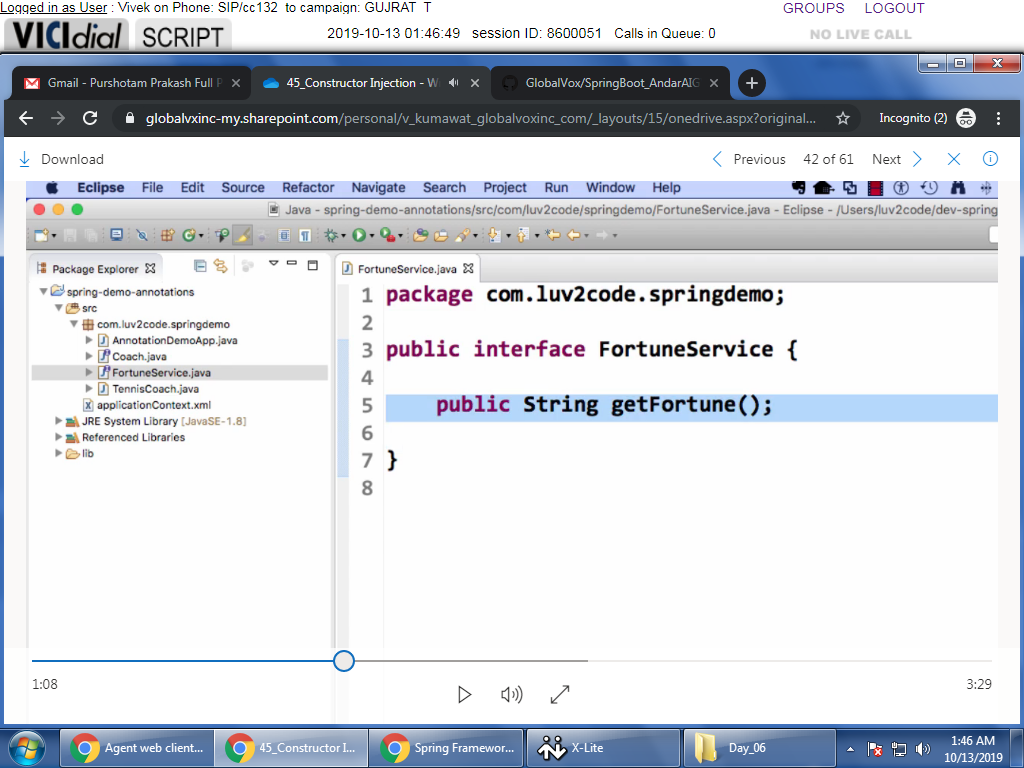 Logged in as User : Vivek on Phone: SIP/cc132 to campaign: GUJRAT_T
GROUPS LOGOUT
VICIdial SCRIPT
2019-10-13 01:46:49 session ID: 8600051 Calls in Queue: 0
NO LIVE CALL
Gmail - Purshotam Prakash Full P
45_Constructor Injection - W
GlobalVox/SpringBoot_AndarAIG
globalvxinc-my.sharepoint.com/personal/v_kumawat_globalvoxinc_com/_layouts/15/onedrive.aspx?original...
Incognito (2)
Download
Previous 42 of 61 Next
Eclipse File Edit Source Refactor Navigate Search Project Run Window Help
Java - spring-demo-annotations/src/com/luv2code/springdemo/FortuneService.java - Eclipse - /Users/luv2code/dev-spring
Package Explorer
spring-demo-annotations
src
com.luv2code.springdemo
AnnotationDemoApp.java
Coach.java
FortuneService.java
TennisCoach.java
applicationContext.xml
JRE System Library [JavaSE-1.8]
Referenced Libraries
lib
FortuneService.java
1 package com.luv2code.springdemo;
2
3 public interface FortuneService {
4
5 public String getFortune();
6
7 }
8
1:08
3:29
Agent web client...
45_Constructor I...
Spring Framewor...
X-Lite
Day_06
1:46 AM
10/13/2019